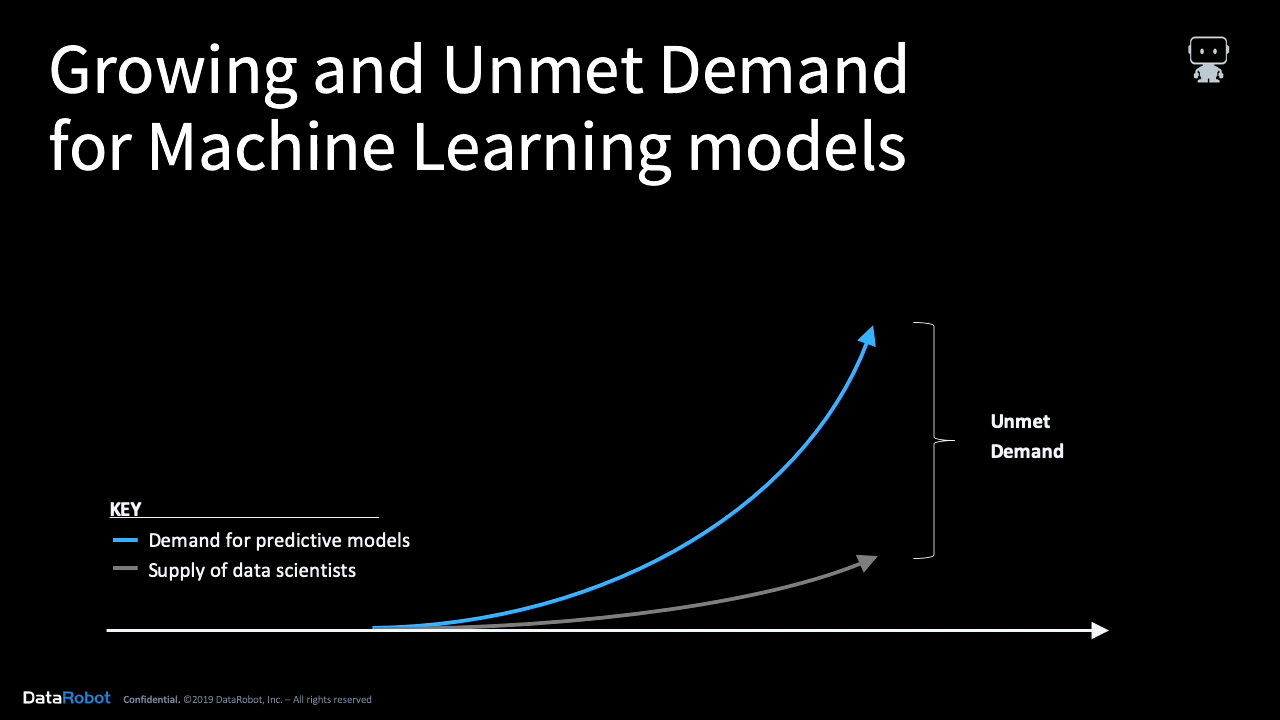 Growing and Unmet Demand
for Machine Learning models
Unmet
Demand
KEY
Demand for predictive models
Supply of data scientists
DataRobot Confidential. ©2019 DataRobot, Inc. – All rights reserved